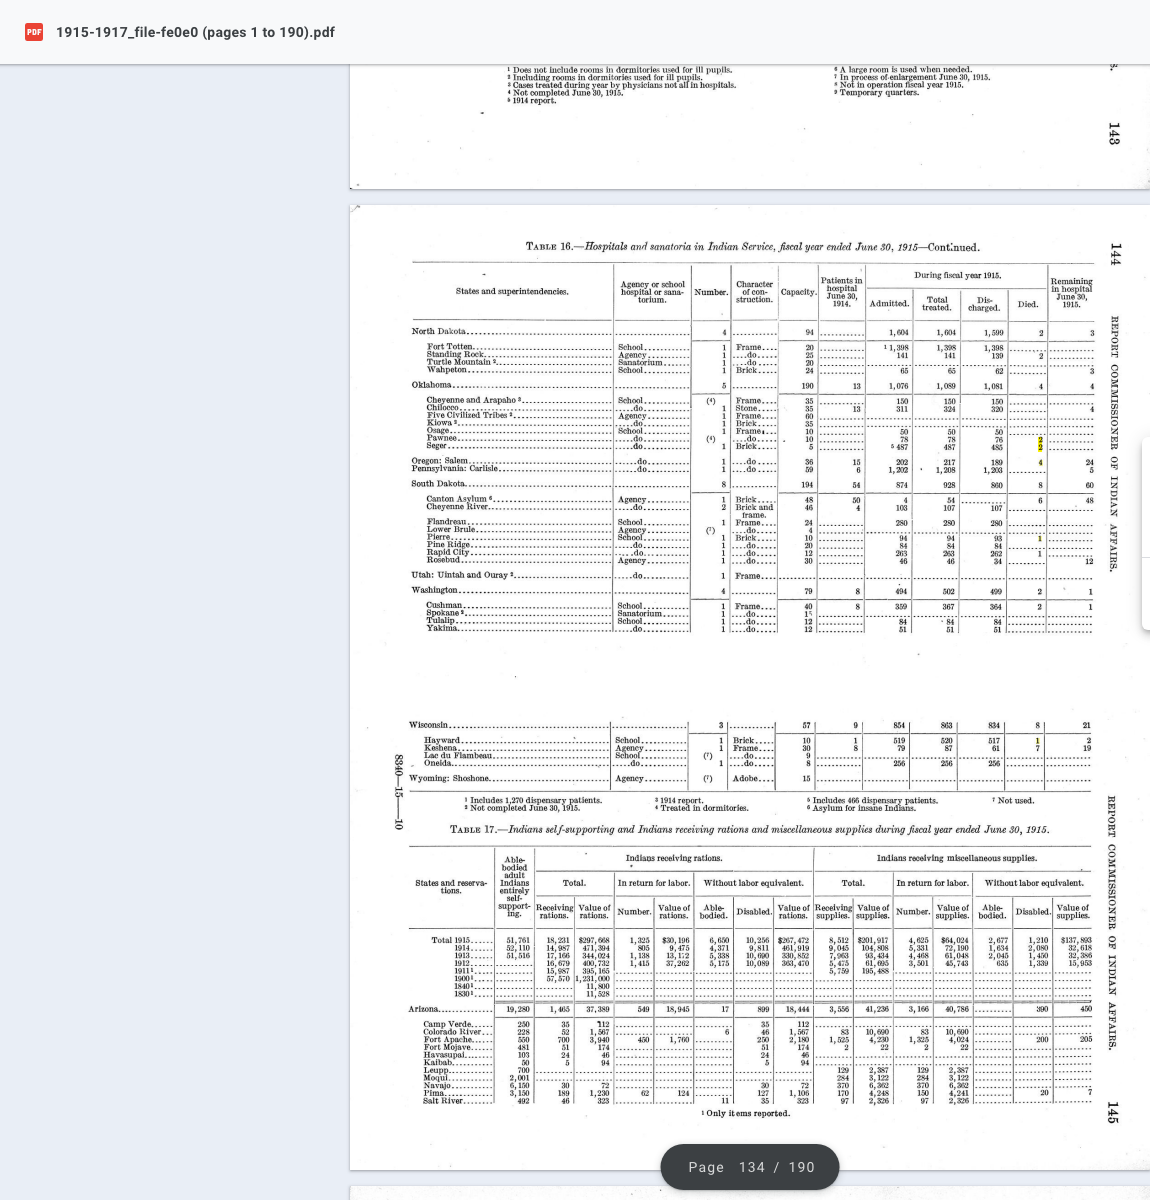 PDF 1915-1917_file-fe0e0 (pages 1 to 190).pdf
¹ Does not include rooms in dormitories used for ill pupils.
² Including rooms in dormitories used for ill pupils.
³ Cases treated during year by physicians not all in hospitals.
⁴ Not completed June 30, 1915.
⁵ 1914 report.
⁶ A large room is used when needed.
⁷ In process of enlargement June 30, 1915.
⁸ Not in operation fiscal year 1915.
⁹ Temporary quarters.
143
TABLE 16.—Hospitals and sanatoria in Indian Service, fiscal year ended June 30, 1915—Continued.
144
REPORT COMMISSIONER OF INDIAN AFFAIRS.
States and superintendencies. Agency or school hospital or sanatorium. Number. Character of construction. Capacity. Patients in hospital June 30, 1914. During fiscal year 1915. Admitted. Total treated. Discharged. Died. Remaining in hospital June 30, 1915.
North Dakota 4 94 1,604 1,604 1,599 2 3
Fort Totten School 1 Frame 20 ¹ 1,398 1,398 1,398
Standing Rock Agency 1 do 25 141 141 139 2
Turtle Mountain ² Sanatorium 1 do 20
Wahpeton School 1 Brick 24 65 65 62 3
Oklahoma 5 190 13 1,076 1,089 1,081 4 4
Cheyenne and Arapaho ³ School (⁴) Frame 35 150 150 150
Chilocco do 1 Stone 35 13 311 324 320 4
Five Civilized Tribes ² Agency 1 Frame 60
Kiowa ² do 1 Brick 35
Osage School 1 Frame 10 50 50 50
Pawnee do (⁴) do 10 78 78 76 2
Seger do 1 Brick 5 ⁵ 487 487 485 2
Oregon: Salem do 1 do 36 15 202 217 189 4 24
Pennsylvania: Carlisle do 1 do 59 6 1,202 1,208 1,203 5
South Dakota 8 194 54 874 928 860 8 60
Canton Asylum ⁶ Agency 1 Brick 48 50 4 54 6 48
Cheyenne River do 2 Brick and frame. 46 4 103 107 107
Flandreau School 1 Frame 24 280 280 280
Lower Brule Agency (⁷) do 4
Pierre School 1 Brick 10 94 94 93 1
Pine Ridge do 1 do 20 84 84 84
Rapid City do 1 do 12 263 263 262 1
Rosebud Agency 1 do 30 46 46 34 12
Utah: Uintah and Ouray ² do 1 Frame
Washington 4 79 8 494 502 499 2 1
Cushman School 1 Frame 40 8 359 367 364 2 1
Spokane ² Sanatorium 1 do
Tulalip School 1 do 12 84 84 84
Yakima do 1 do 12 51 51 51
Wisconsin 3 57 9 854 863 834 8 21
Hayward School 1 Brick 10 1 519 520 517 1 2
Keshena Agency 1 Frame 30 8 79 87 61 7 19
Lac du Flambeau School (⁷) do 9
Oneida do 1 do 8 256 256 256
Wyoming: Shoshone Agency (⁷) Adobe 15
8340—15——10
¹ Includes 1,270 dispensary patients.
² Not completed June 30, 1915.
³ 1914 report.
⁴ Treated in dormitories.
⁵ Includes 466 dispensary patients.
⁶ Asylum for insane Indians.
⁷ Not used.
TABLE 17.—Indians self-supporting and Indians receiving rations and miscellaneous supplies during fiscal year ended June 30, 1915.
REPORT COMMISSIONER OF INDIAN AFFAIRS.
145
States and reservations. Able-bodied adult Indians entirely self-supporting. Indians receiving rations. Indians receiving miscellaneous supplies.
Total. In return for labor. Without labor equivalent. Total. In return for labor. Without labor equivalent.
Receiving rations. Value of rations. Number. Value of rations. Able-bodied. Disabled. Value of rations. Receiving supplies. Value of supplies. Number. Value of supplies. Able-bodied. Disabled. Value of supplies.
Total 1915 51,761 18,231 $297,668 1,325 $30,196 6,650 10,256 $267,472 8,512 $201,917 4,625 $64,024 2,677 1,210 $137,893
1914 52,110 14,987 471,394 805 9,475 4,371 9,811 461,919 9,045 104,808 5,331 72,190 1,634 2,080 32,618
1913 51,516 17,166 344,024 1,138 13,172 5,338 10,690 330,852 7,963 93,434 4,468 61,048 2,045 1,450 32,386
1912 16,679 400,732 1,415 37,262 5,175 10,089 363,470 5,475 61,695 3,501 45,743 635 1,339 15,953
1911¹ 15,987 395,165 5,759 195,488
1900¹ 57,570 1,231,000
1840¹ 11,800
1830¹ 11,528
Arizona 19,280 1,465 37,389 549 18,945 17 899 18,444 3,556 41,236 3,166 40,786 390 450
Camp Verde 250 35 112 35 112
Colorado River 228 52 1,567 6 46 1,567 83 10,690 83 10,690
Fort Apache 550 700 3,940 450 1,760 250 2,180 1,525 4,230 1,325 4,024 200 205
Fort Mojave 481 51 174 51 174 2 22 2 22
Havasupai 103 24 46 24 46
Kaibab 50 5 94 5 94
Leupp 700 129 2,387 129 2,387
Moqui 2,001 284 3,122 284 3,122
Navajo 6,150 30 72 30 72 370 6,362 370 6,362
Pima 3,150 189 1,230 62 124 127 1,106 170 4,248 150 4,241 20 7
Salt River 492 46 323 11 35 323 97 2,326 97 2,326
¹ Only items reported.
Page 134 / 190